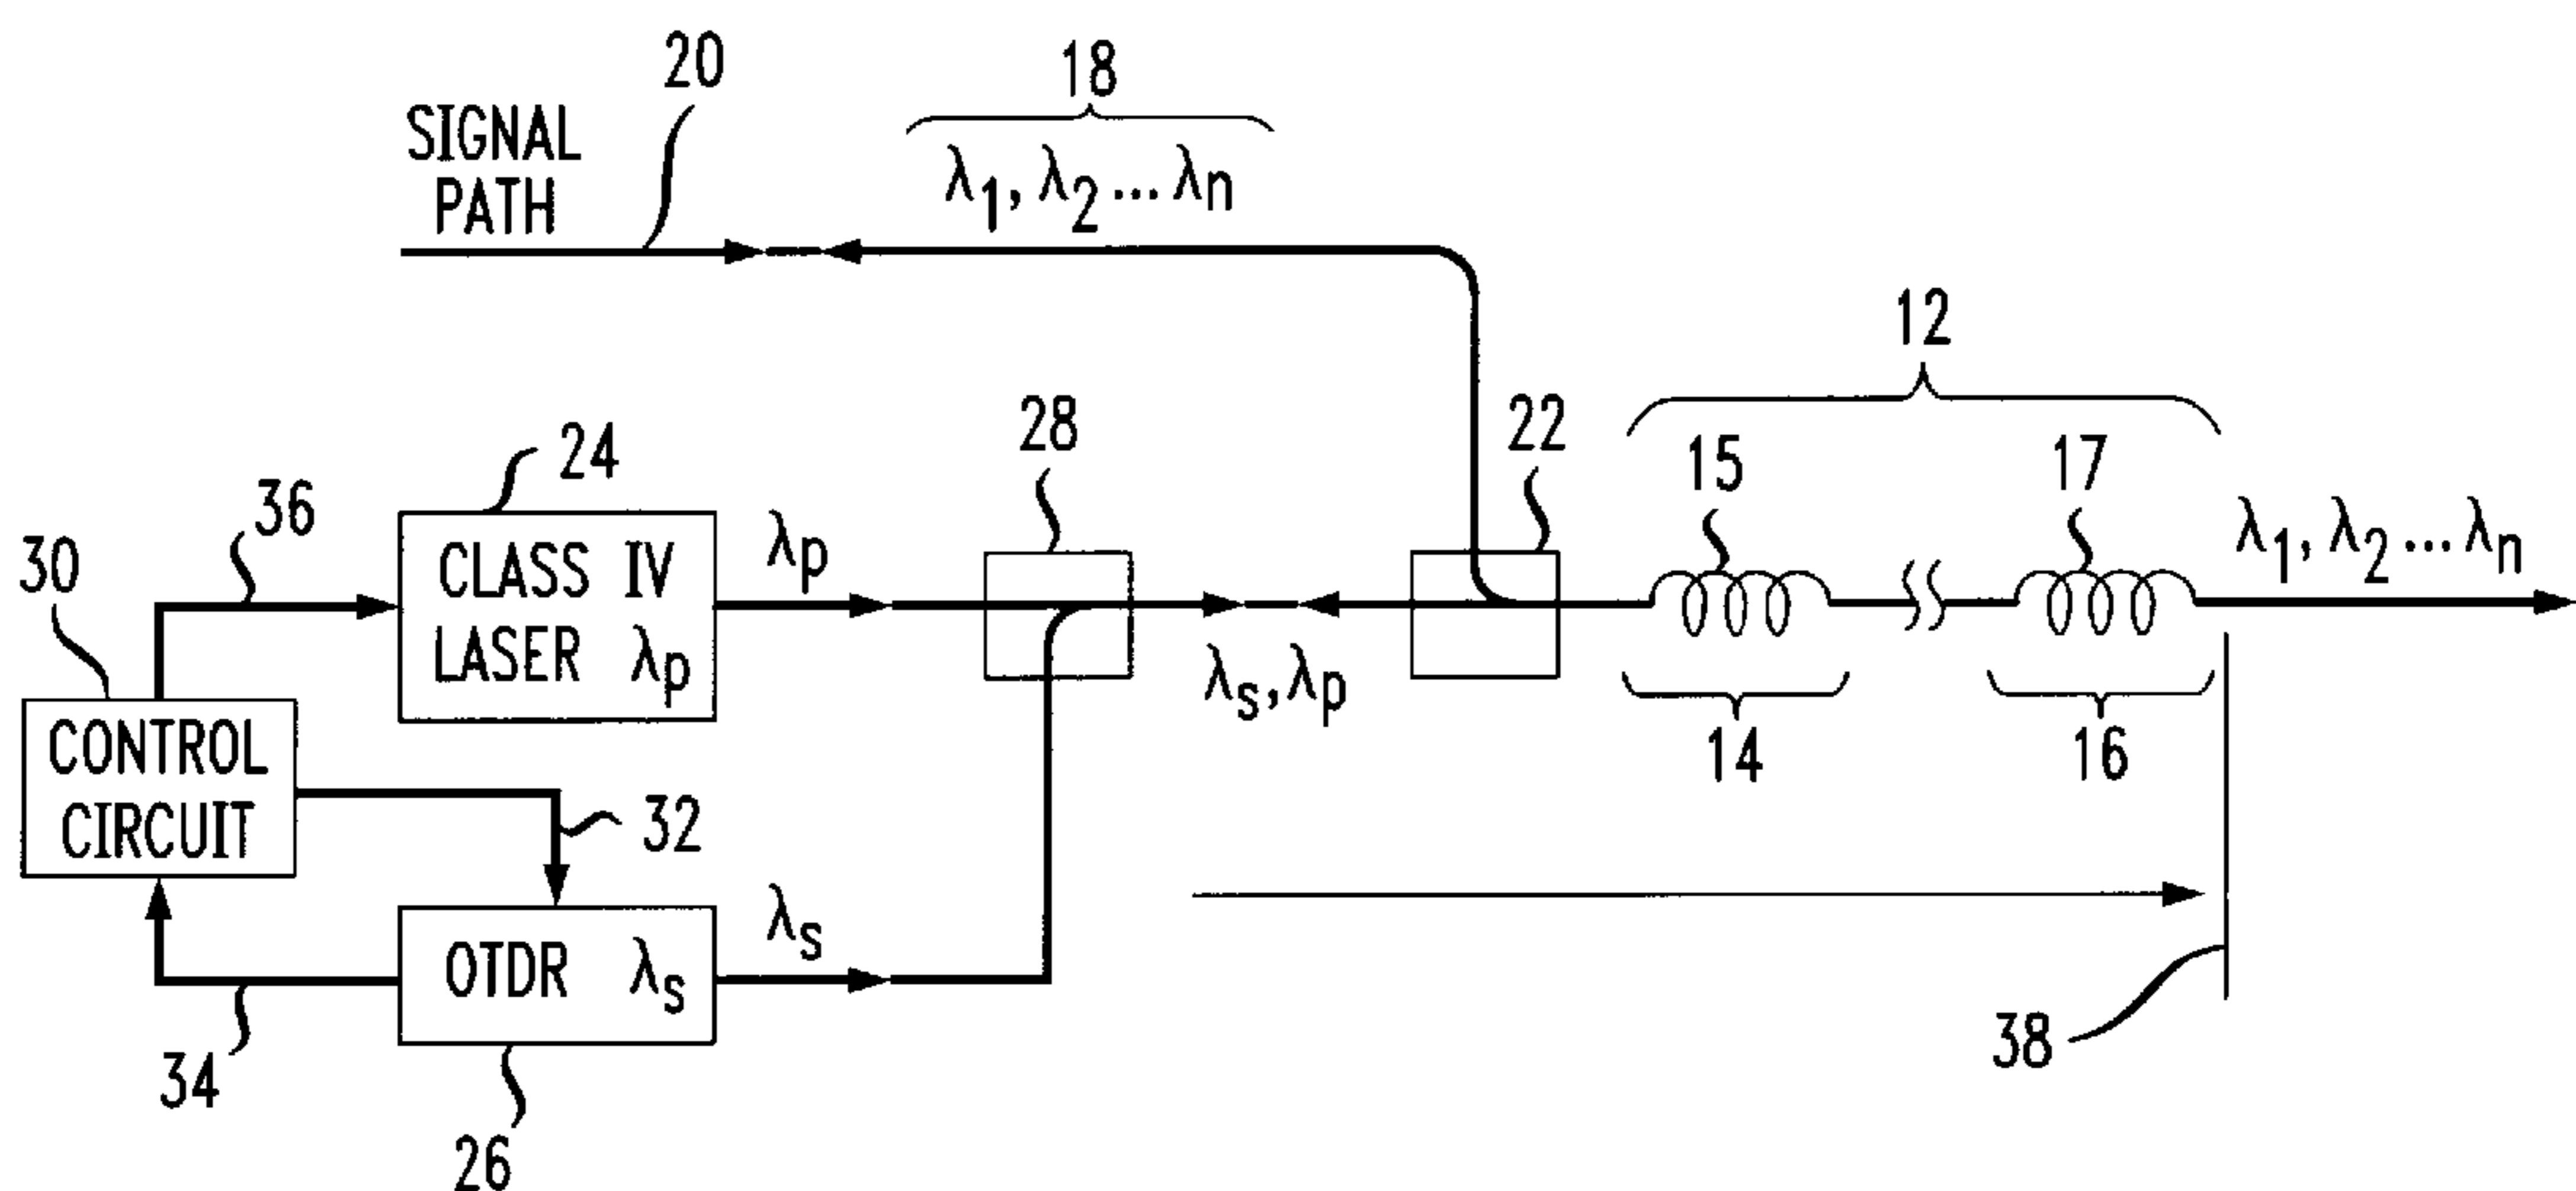 20
18
SIGNAL
PATH
λ1, λ2 ... λn
12
28
22
24
15
17
36
λ1, λ2 ... λn
30
CLASS IV
LASER λp
λp
λs, λp
CONTROL
CIRCUIT
14
16
32
OTDR λs
λs
34
38
26